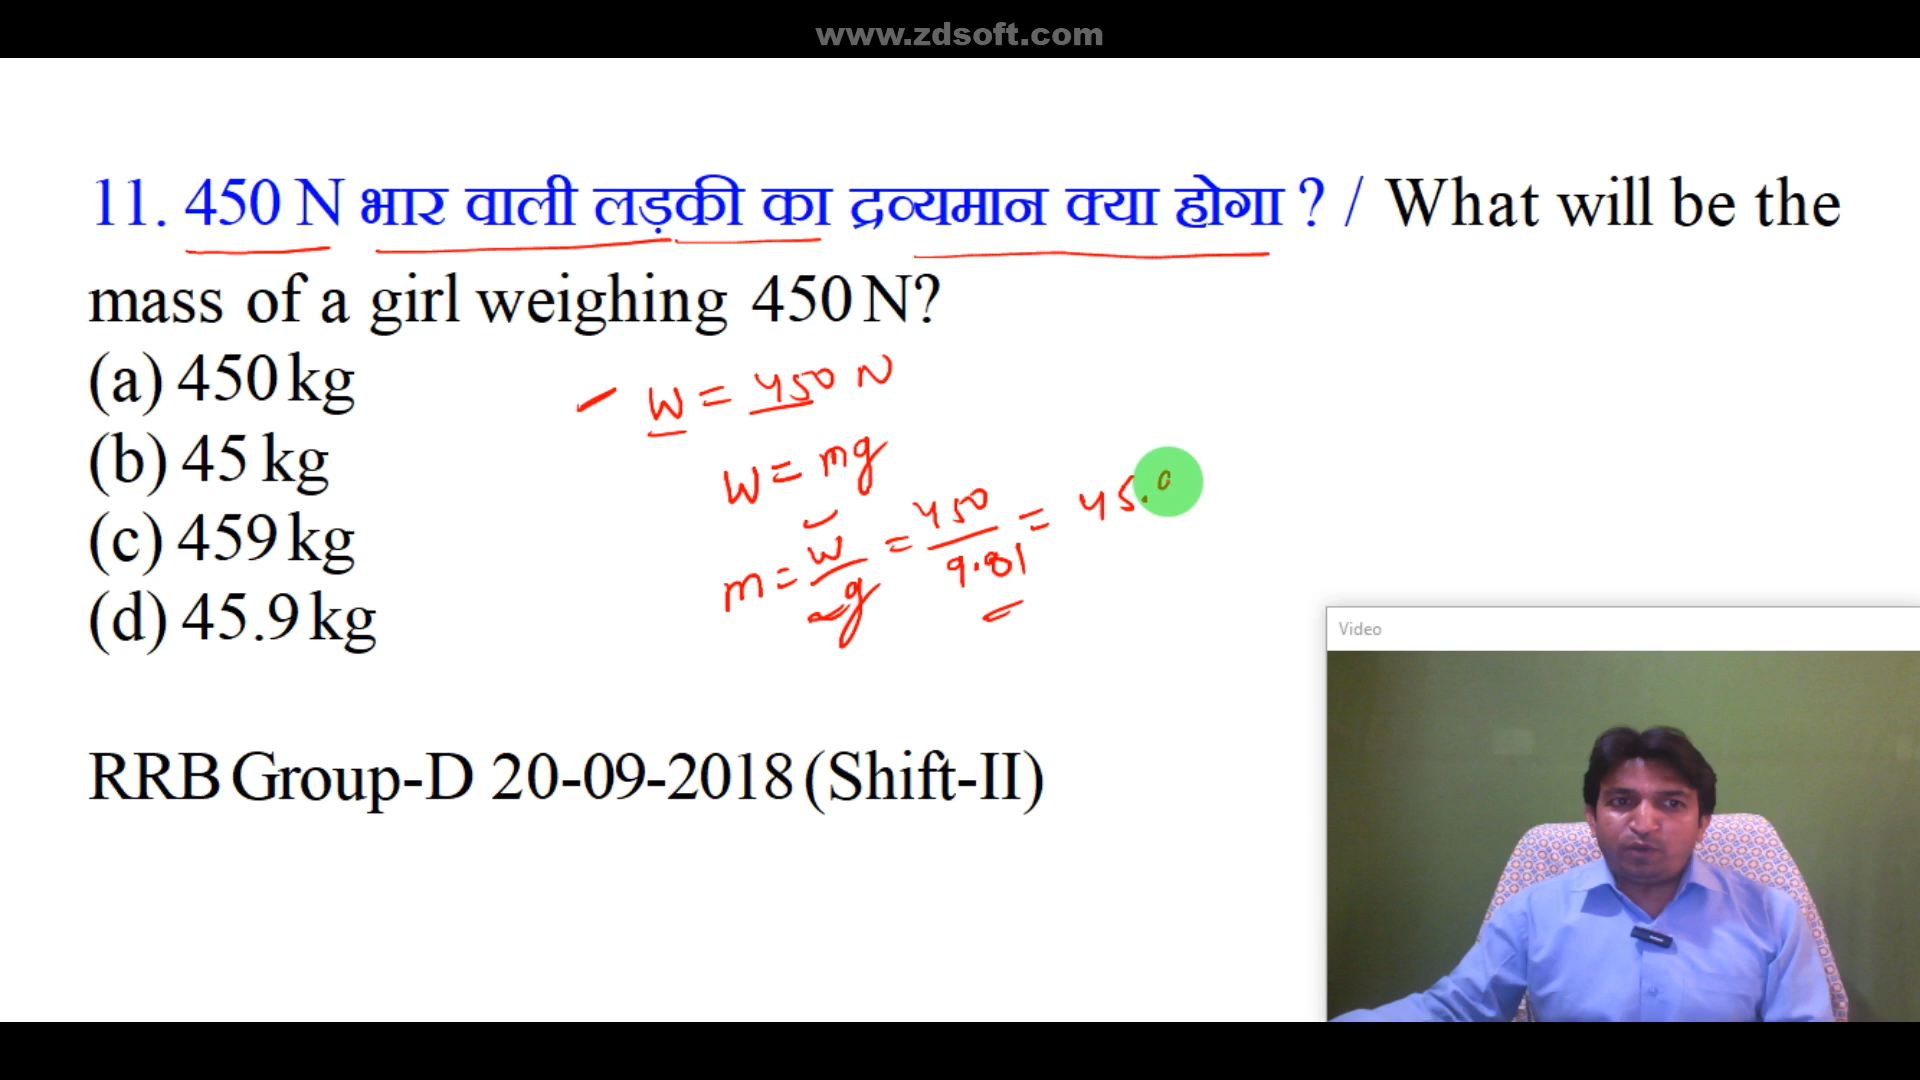 www.zdsoft.com
11. 450 N भार वाली लड़की का द्रव्यमान क्या होगा ? / What will be the
mass of a girl weighing 450 N?
(a) 450 kg
(b) 45 kg
(c) 459 kg
(d) 45.9 kg
W = 450 N
W = mg
m = W/g = 450/9.81 = 45.
RRB Group-D 20-09-2018 (Shift-II)
Video